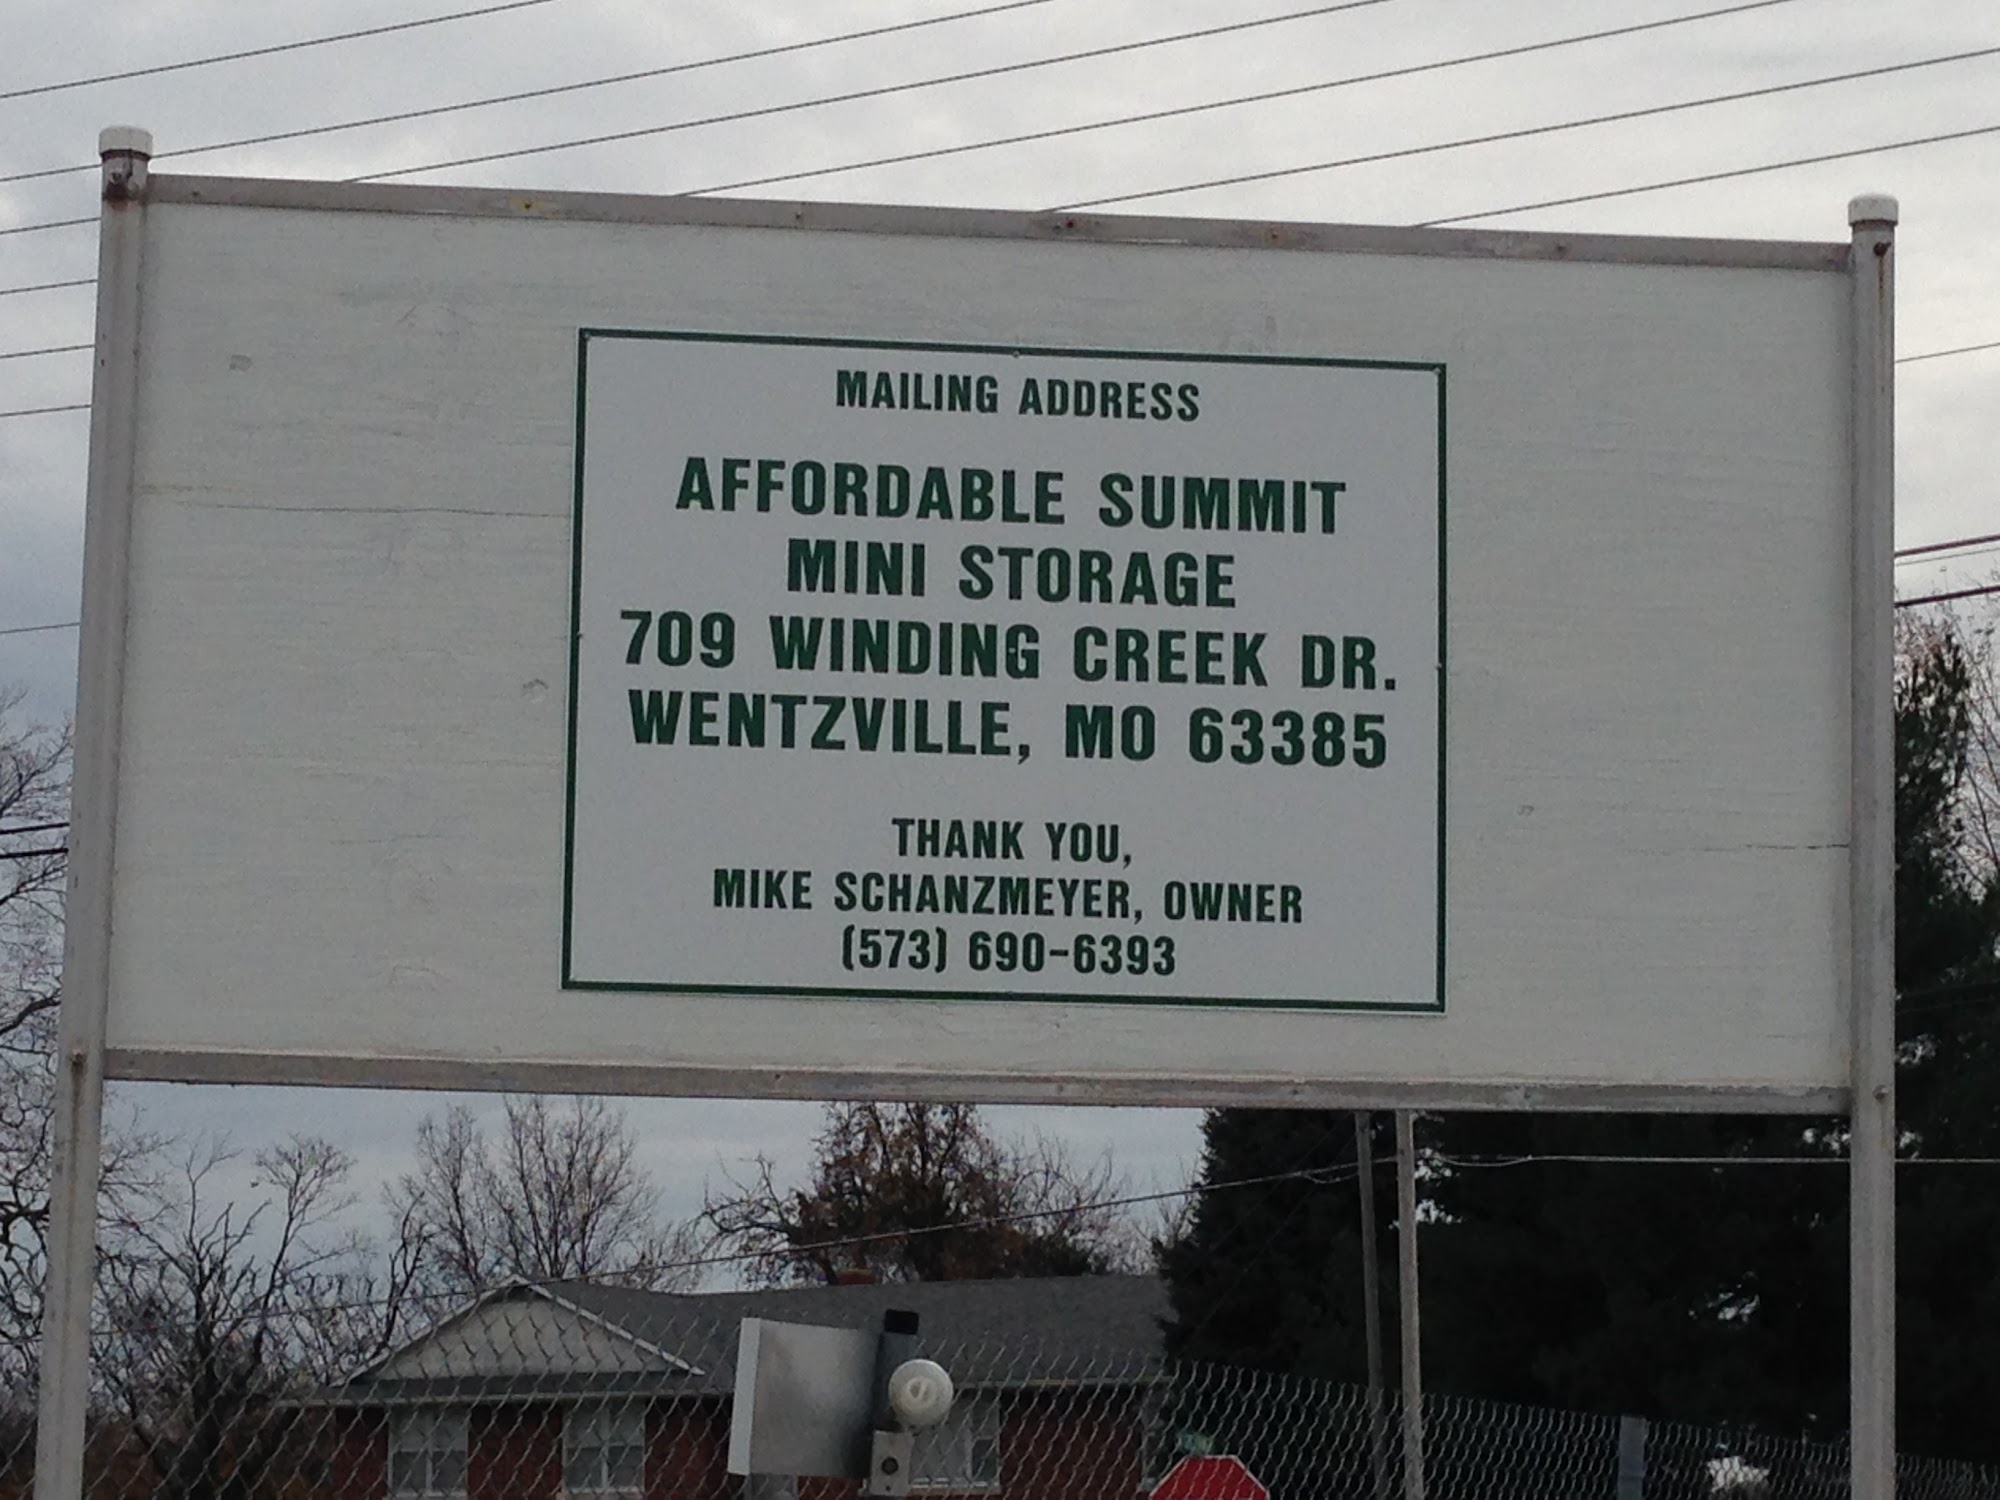 MAILING ADDRESS
AFFORDABLE SUMMIT
MINI STORAGE
709 WINDING CREEK DR.
WENTZVILLE, MO 63385
THANK YOU,
MIKE SCHANZMEYER, OWNER
(573) 690-6393